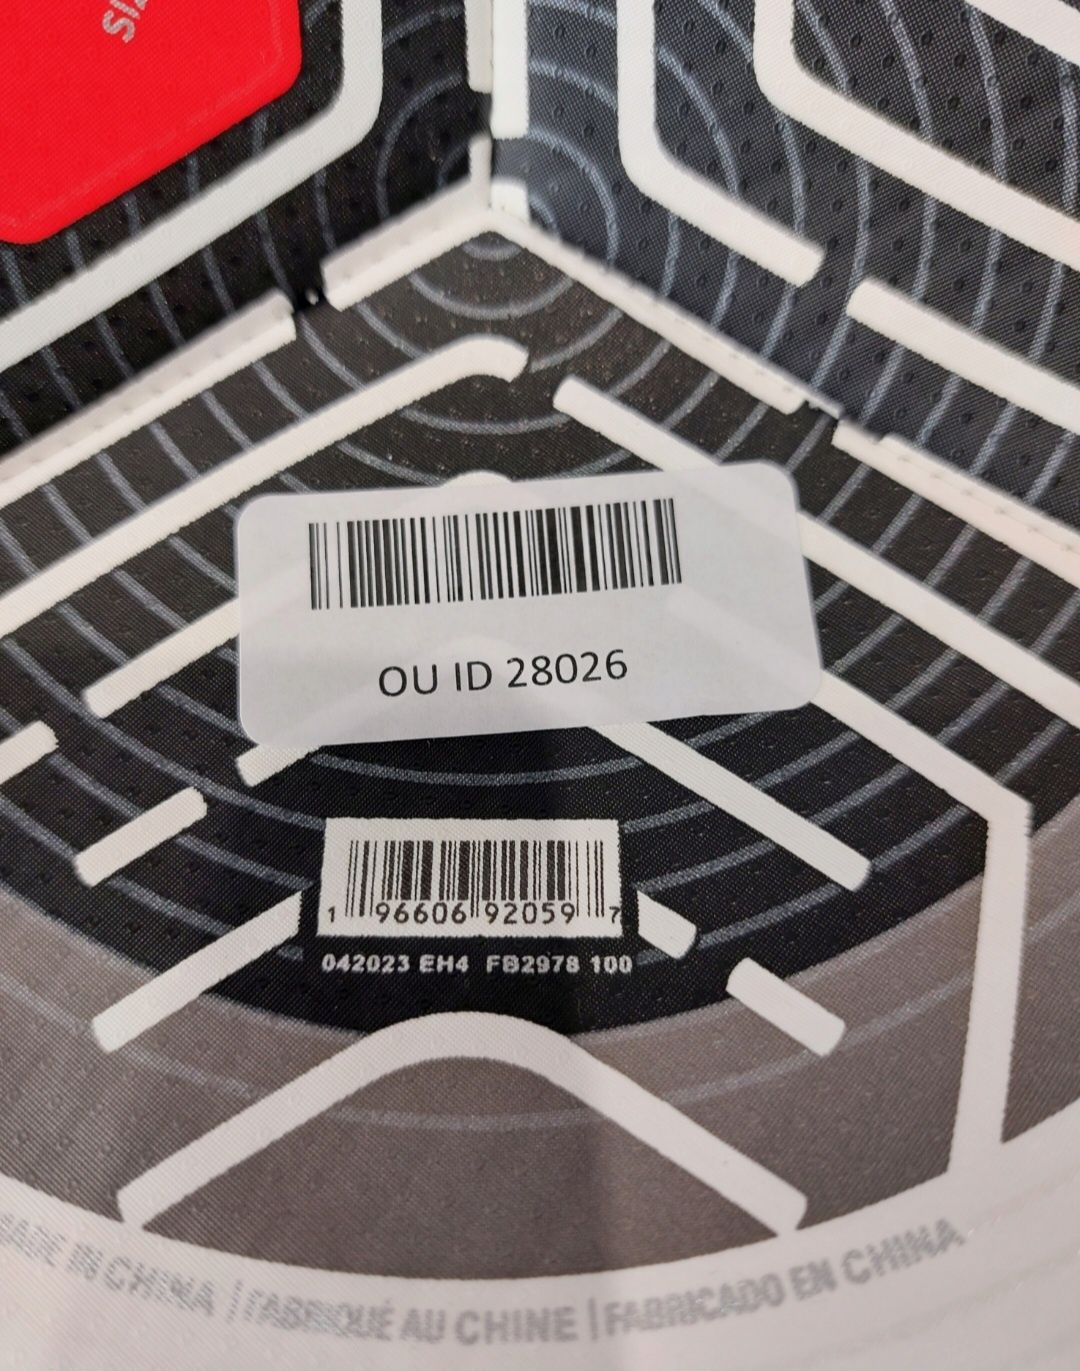 OU ID 28026
1 96606 92059 7
042023 EH4 FB2978 100
MADE IN CHINA | FABRIQUÉ AU CHINE | FABRICADO EN CHINA